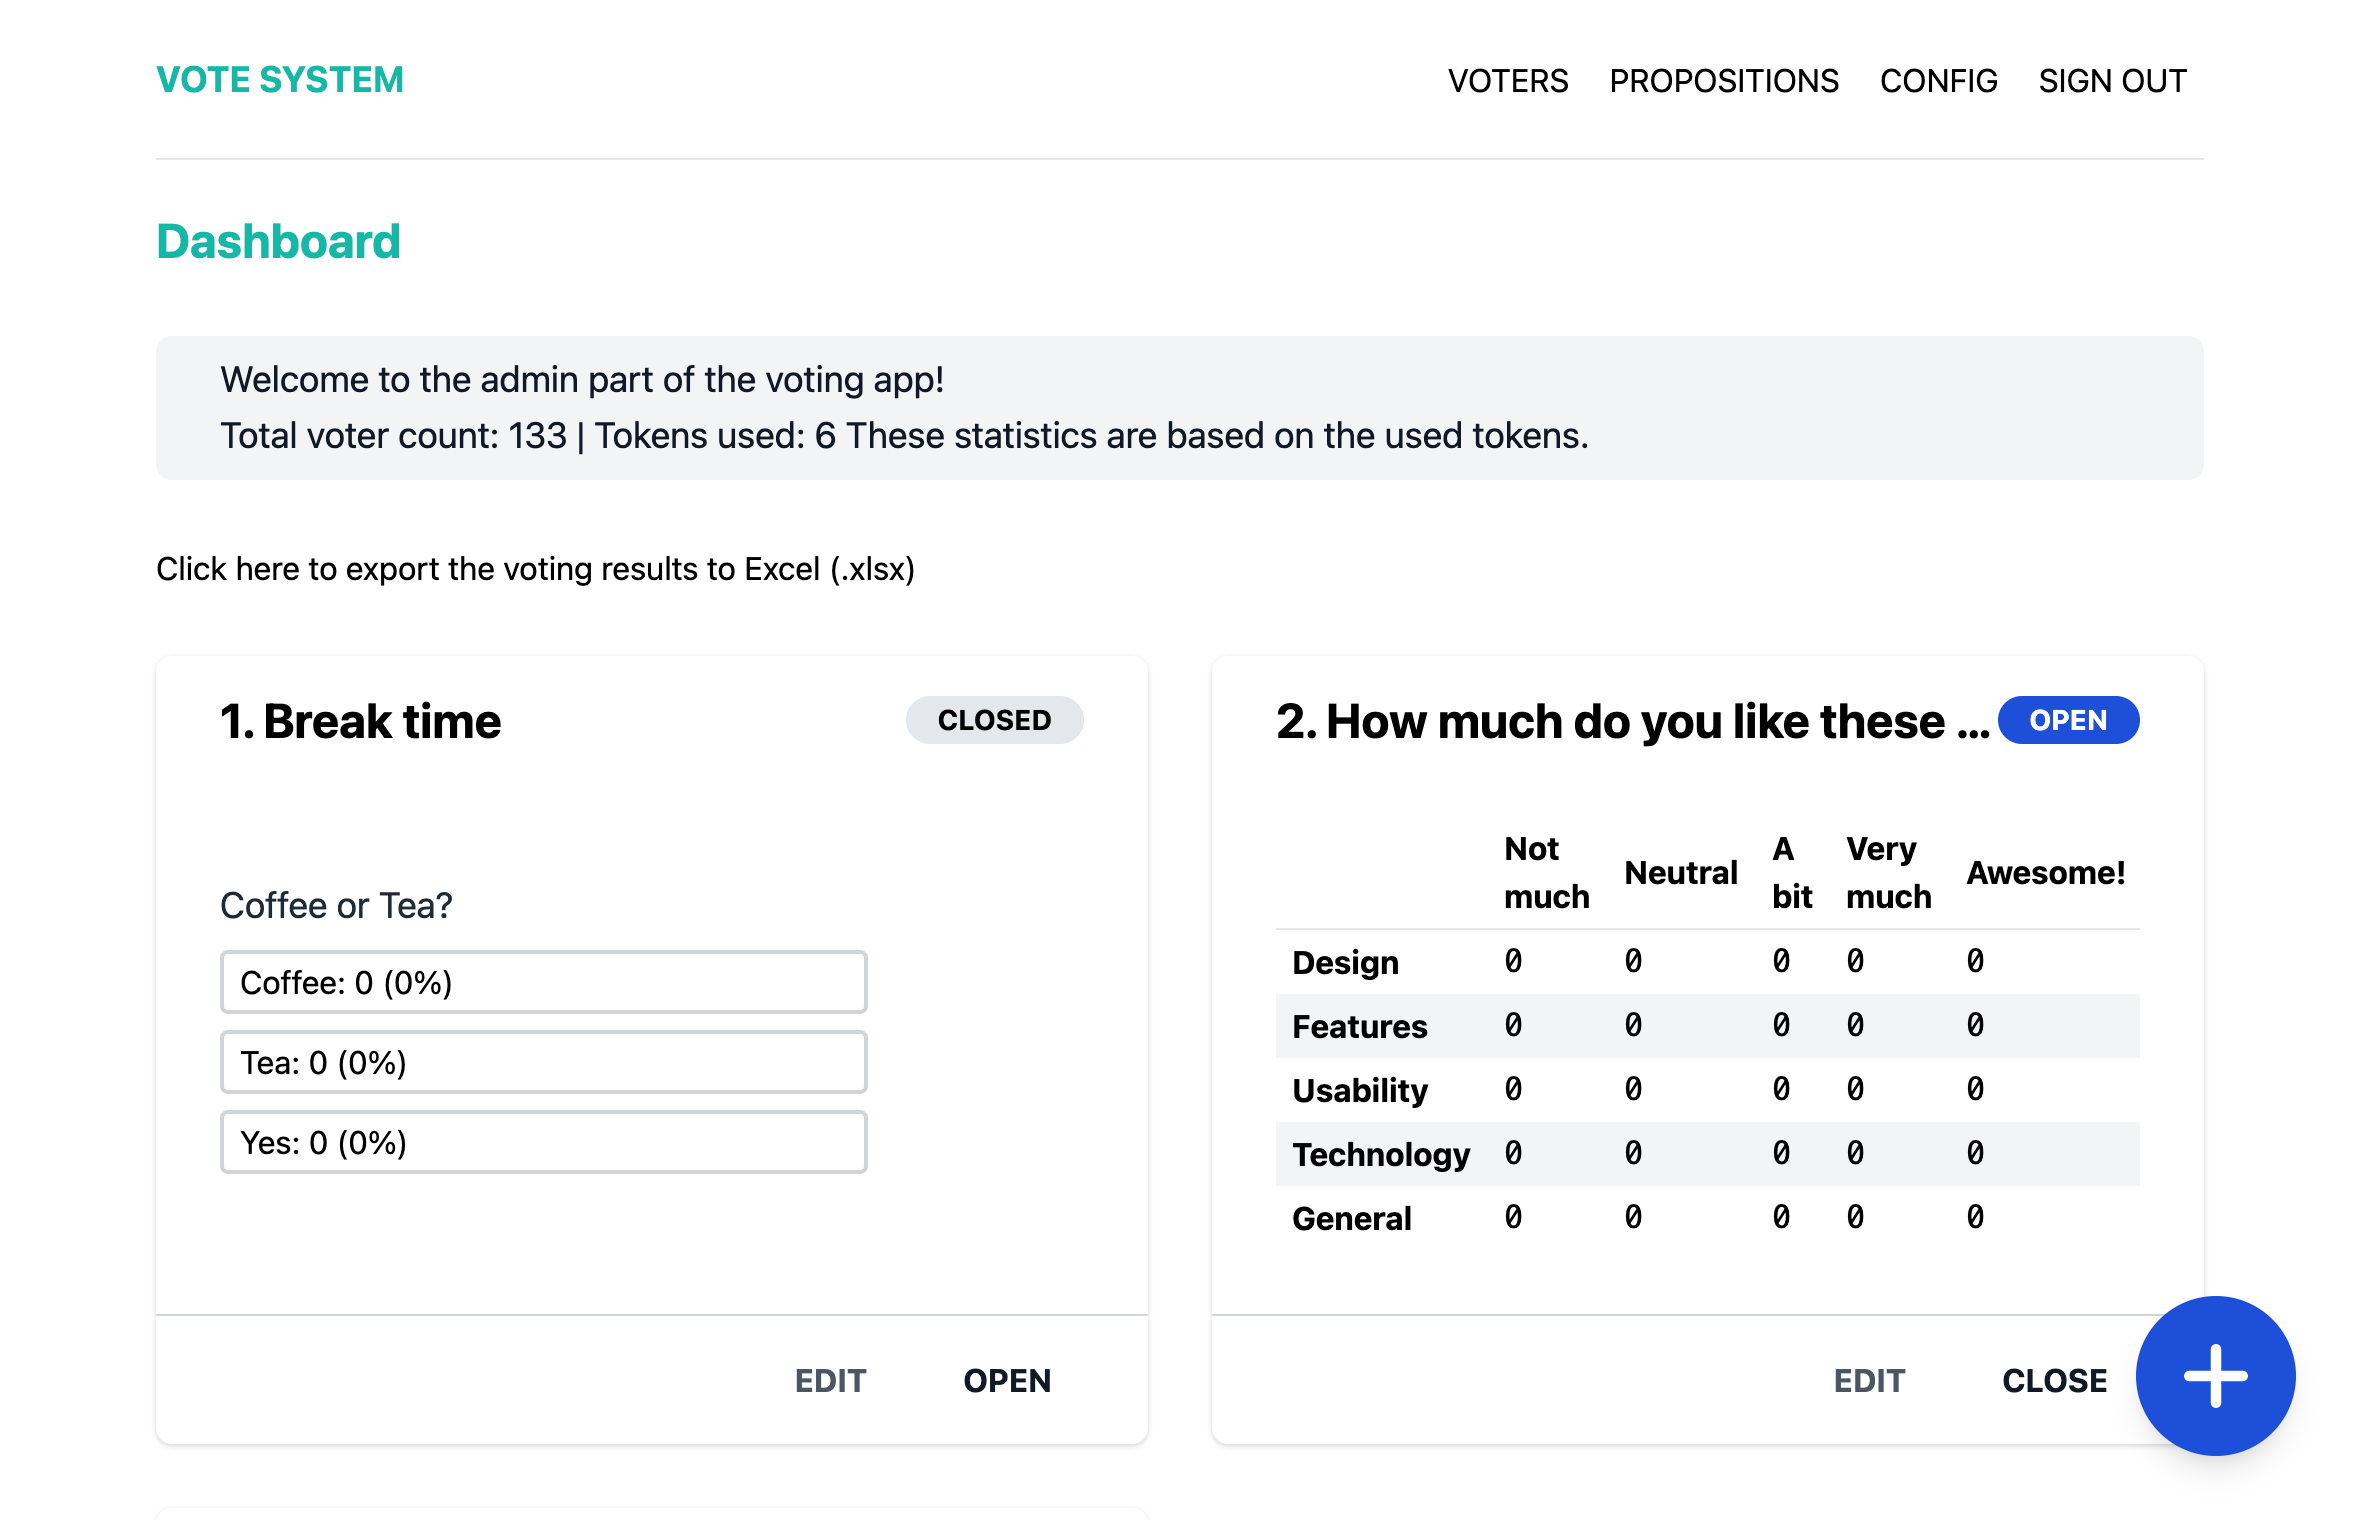 VOTE SYSTEM
VOTERS PROPOSITIONS CONFIG SIGN OUT
Dashboard
Welcome to the admin part of the voting app!
Total voter count: 133 | Tokens used: 6 These statistics are based on the used tokens.
Click here to export the voting results to Excel (.xlsx)
1. Break time CLOSED
Coffee or Tea?
Coffee: 0 (0%)
Tea: 0 (0%)
Yes: 0 (0%)
EDIT OPEN
2. How much do you like these ... OPEN
Not much Neutral A bit Very much Awesome!
Design 0 0 0 0 0
Features 0 0 0 0 0
Usability 0 0 0 0 0
Technology 0 0 0 0 0
General 0 0 0 0 0
EDIT CLOSE